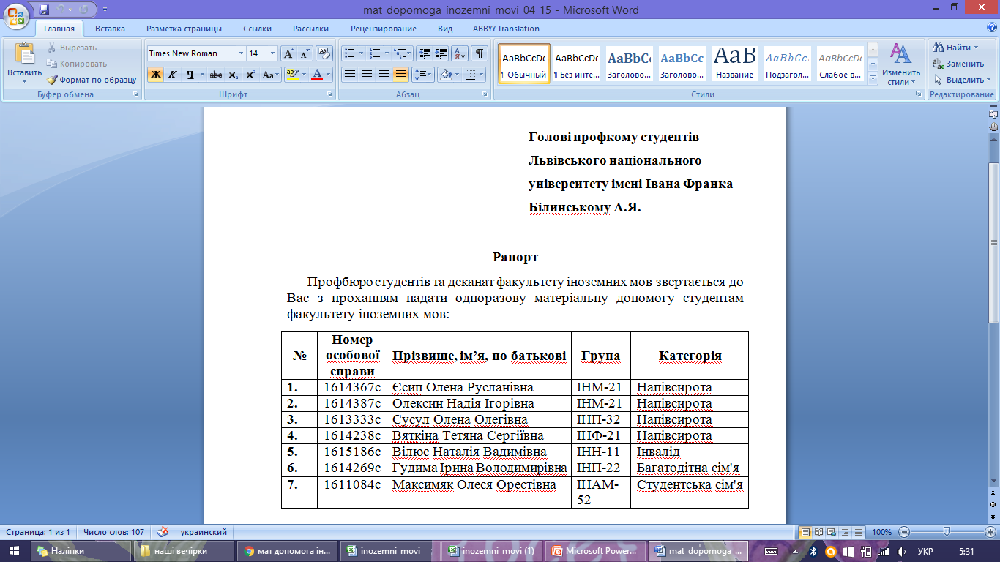 mat_dopomoga_inozemni_movi_04_15 - Microsoft Word
Главная Вставка Разметка страницы Ссылки Рассылки Рецензирование Вид ABBYY Translation
Вставить
Вырезать
Копировать
Формат по образцу
Буфер обмена
Times New Roman 14
Ж К Ч abc x₂ x² Aa
Шрифт
Абзац
AaBbCcDc AaBbCcDc AaBbCc AaBbCc AaB AaBbCc. AaBbCcDc
¶ Обычный ¶ Без инте... Заголово... Заголово... Название Подзагол... Слабое в...
Изменить стили
Стили
Найти
Заменить
Выделить
Редактирование
Голові профкому студентів
Львівського національного
університету імені Івана Франка
Білинському А.Я.
Рапорт
Профбюро студентів та деканат факультету іноземних мов звертається до
Вас з проханням надати одноразову матеріальну допомогу студентам
факультету іноземних мов:
№ Номер особової справи Прізвище, ім’я, по батькові Група Категорія
1. 1614367с Єсип Олена Русланівна ІНМ-21 Напівсирота
2. 1614387с Олексин Надія Ігорівна ІНМ-21 Напівсирота
3. 1613333с Сусул Олена Олегівна ІНП-32 Напівсирота
4. 1614238с Вяткіна Тетяна Сергіївна ІНФ-21 Напівсирота
5. 1615186с Вілюс Наталія Вадимівна ІНН-11 Інвалід
6. 1614269с Гудима Ірина Володимирівна ІНП-22 Багатодітна сім'я
7. 1611084с Максимяк Олеся Орестівна ІНАМ-52 Студентська сім'я
Страница: 1 из 1 Число слов: 107 украинский 100%
Наліпки наші вечірки мат допомога ін... inozemni_movi inozemni_movi (1) Microsoft Power... mat_dopomoga_... УКР 5:31